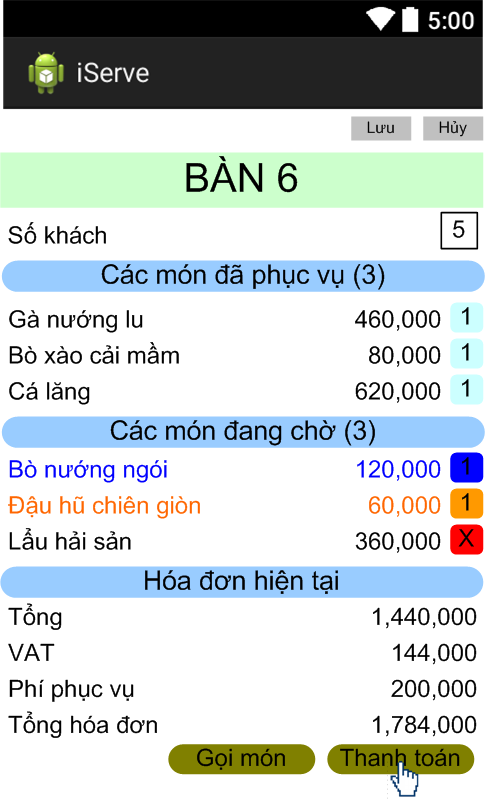 5:00
iServe
Lưu Hủy
BÀN 6
Số khách 5
Các món đã phục vụ (3)
Gà nướng lu 460,000 1
Bò xào cải mầm 80,000 1
Cá lăng 620,000 1
Các món đang chờ (3)
Bò nướng ngói 120,000 1
Đậu hũ chiên giòn 60,000 1
Lẩu hải sản 360,000 X
Hóa đơn hiện tại
Tổng 1,440,000
VAT 144,000
Phí phục vụ 200,000
Tổng hóa đơn 1,784,000
Gọi món Thanh toán